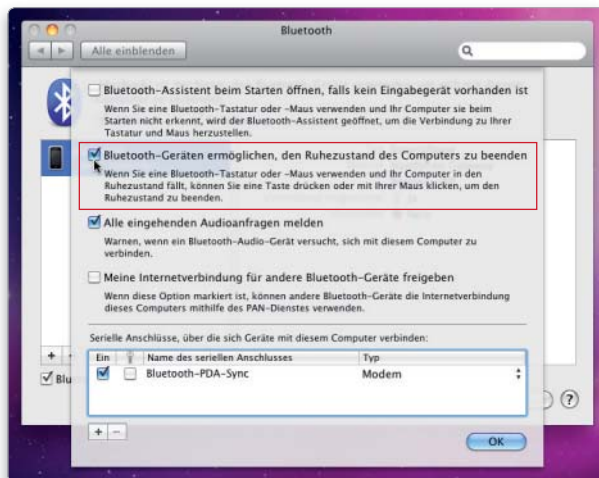 Bluetooth
Alle einblenden
Bluetooth-Assistent beim Starten öffnen, falls kein Eingabegerät vorhanden ist
Wenn Sie eine Bluetooth-Tastatur oder -Maus verwenden und Ihr Computer sie beim
Starten nicht erkennt, wird der Bluetooth-Assistent geöffnet, um die Verbindung zu Ihrer
Tastatur und Maus herzustellen.
Bluetooth-Geräten ermöglichen, den Ruhezustand des Computers zu beenden
Wenn Sie eine Bluetooth-Tastatur oder -Maus verwenden und Ihr Computer in den
Ruhezustand fällt, können Sie eine Taste drücken oder mit Ihrer Maus klicken, um den
Ruhezustand zu beenden.
Alle eingehenden Audioanfragen melden
Warnen, wenn ein Bluetooth-Audio-Gerät versucht, sich mit diesem Computer zu
verbinden.
Meine Internetverbindung für andere Bluetooth-Geräte freigeben
Wenn diese Option markiert ist, können andere Bluetooth-Geräte die Internetverbindung
dieses Computers mithilfe des PAN-Dienstes verwenden.
Serielle Anschlüsse, über die sich Geräte mit diesem Computer verbinden:
Ein Name des seriellen Anschlusses Typ
Bluetooth-PDA-Sync Modem
Blu
+ −
OK
?